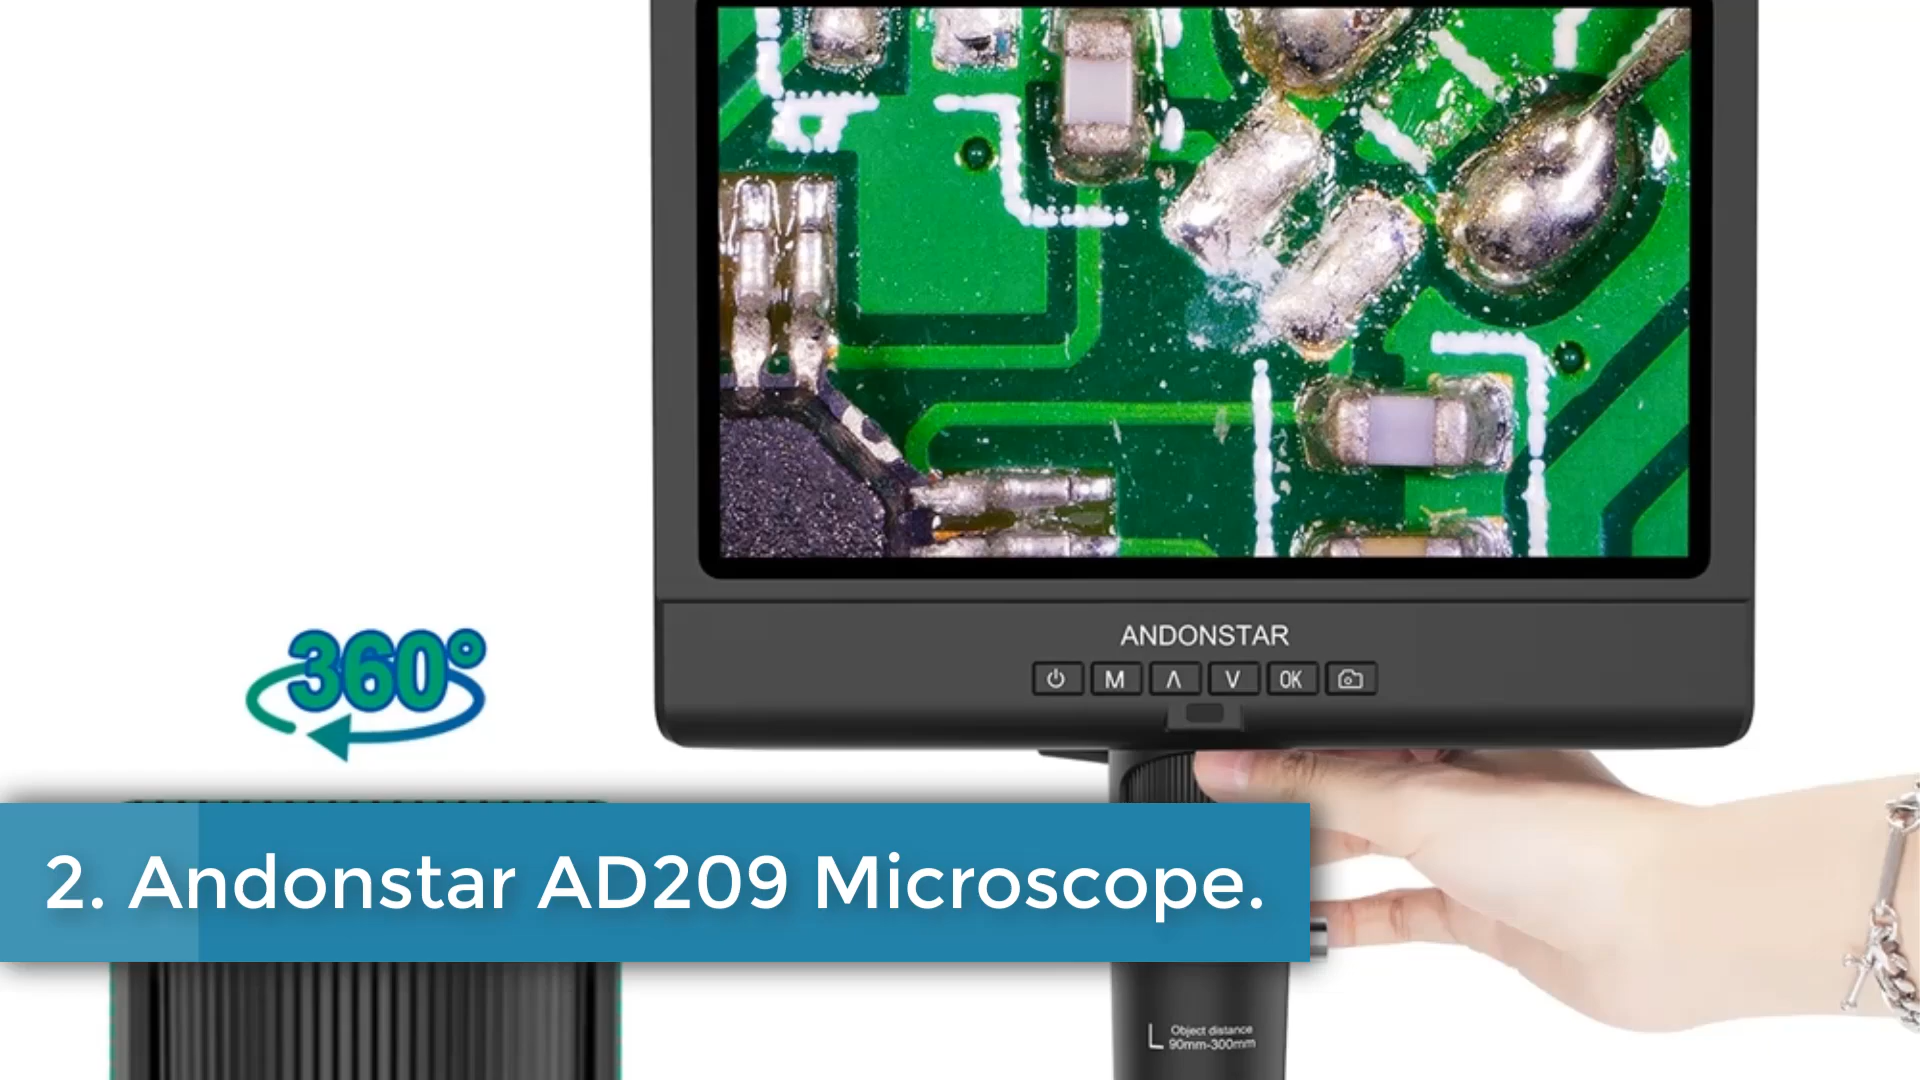 ANDONSTAR
M Λ V OK
360°
2. Andonstar AD209 Microscope.
L Object distance
90mm-300mm